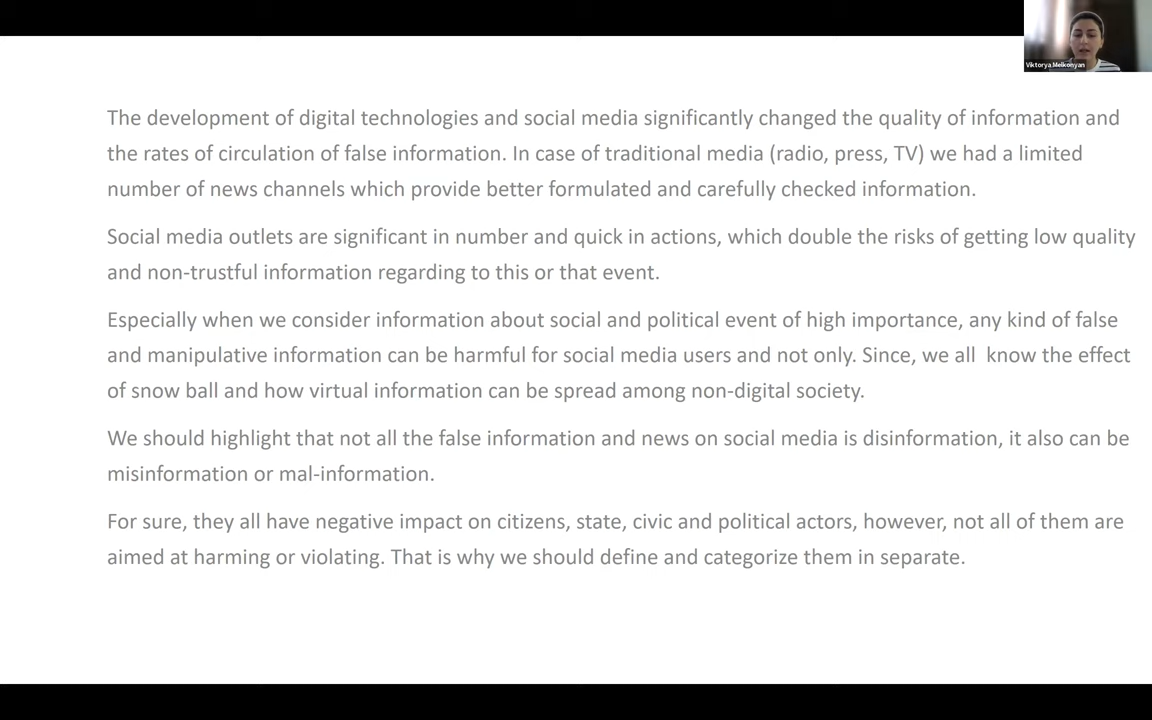 Viktorya Melkonyan
The development of digital technologies and social media significantly changed the quality of information and
the rates of circulation of false information. In case of traditional media (radio, press, TV) we had a limited
number of news channels which provide better formulated and carefully checked information.
Social media outlets are significant in number and quick in actions, which double the risks of getting low quality
and non-trustful information regarding to this or that event.
Especially when we consider information about social and political event of high importance, any kind of false
and manipulative information can be harmful for social media users and not only. Since, we all  know the effect
of snow ball and how virtual information can be spread among non-digital society.
We should highlight that not all the false information and news on social media is disinformation, it also can be
misinformation or mal-information.
For sure, they all have negative impact on citizens, state, civic and political actors, however, not all of them are
aimed at harming or violating. That is why we should define and categorize them in separate.